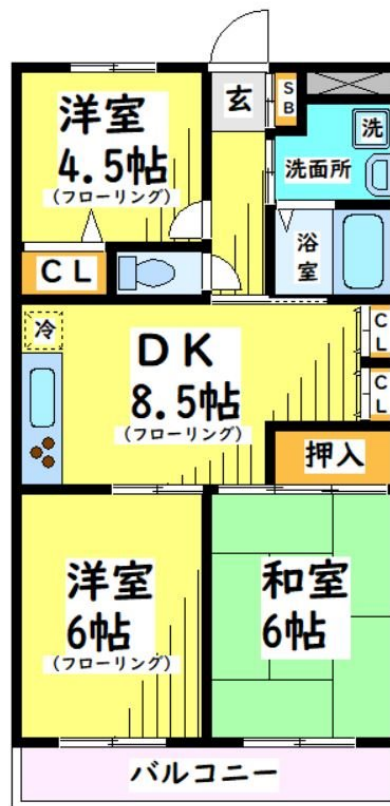 洋室
4.5帖
(フローリング)
玄
SB
洗
洗面所
浴室
CL
冷
DK
8.5帖
(フローリング)
CL
CL
押入
洋室
6帖
(フローリング)
和室
6帖
バルコニー